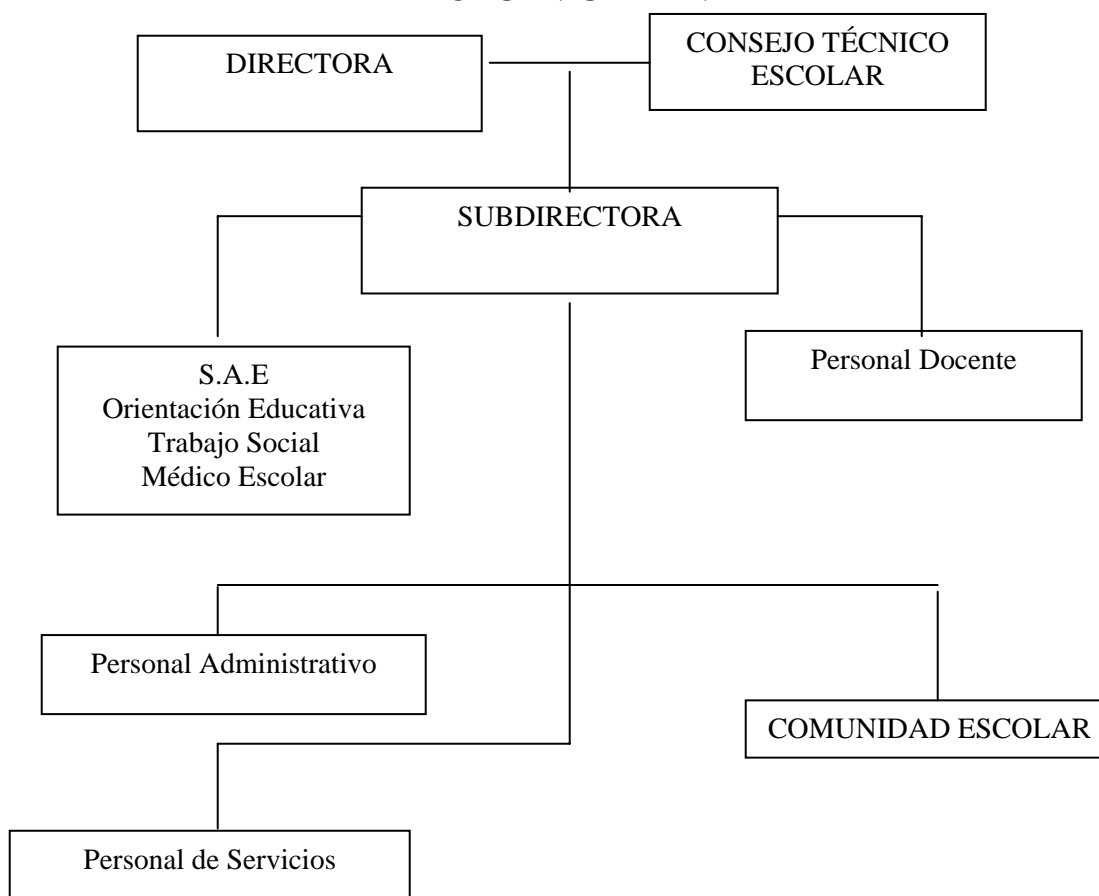 DIRECTORA
CONSEJO TÉCNICO
ESCOLAR
SUBDIRECTORA
S.A.E
Orientación Educativa
Trabajo Social
Médico Escolar
Personal Docente
Personal Administrativo
COMUNIDAD ESCOLAR
Personal de Servicios